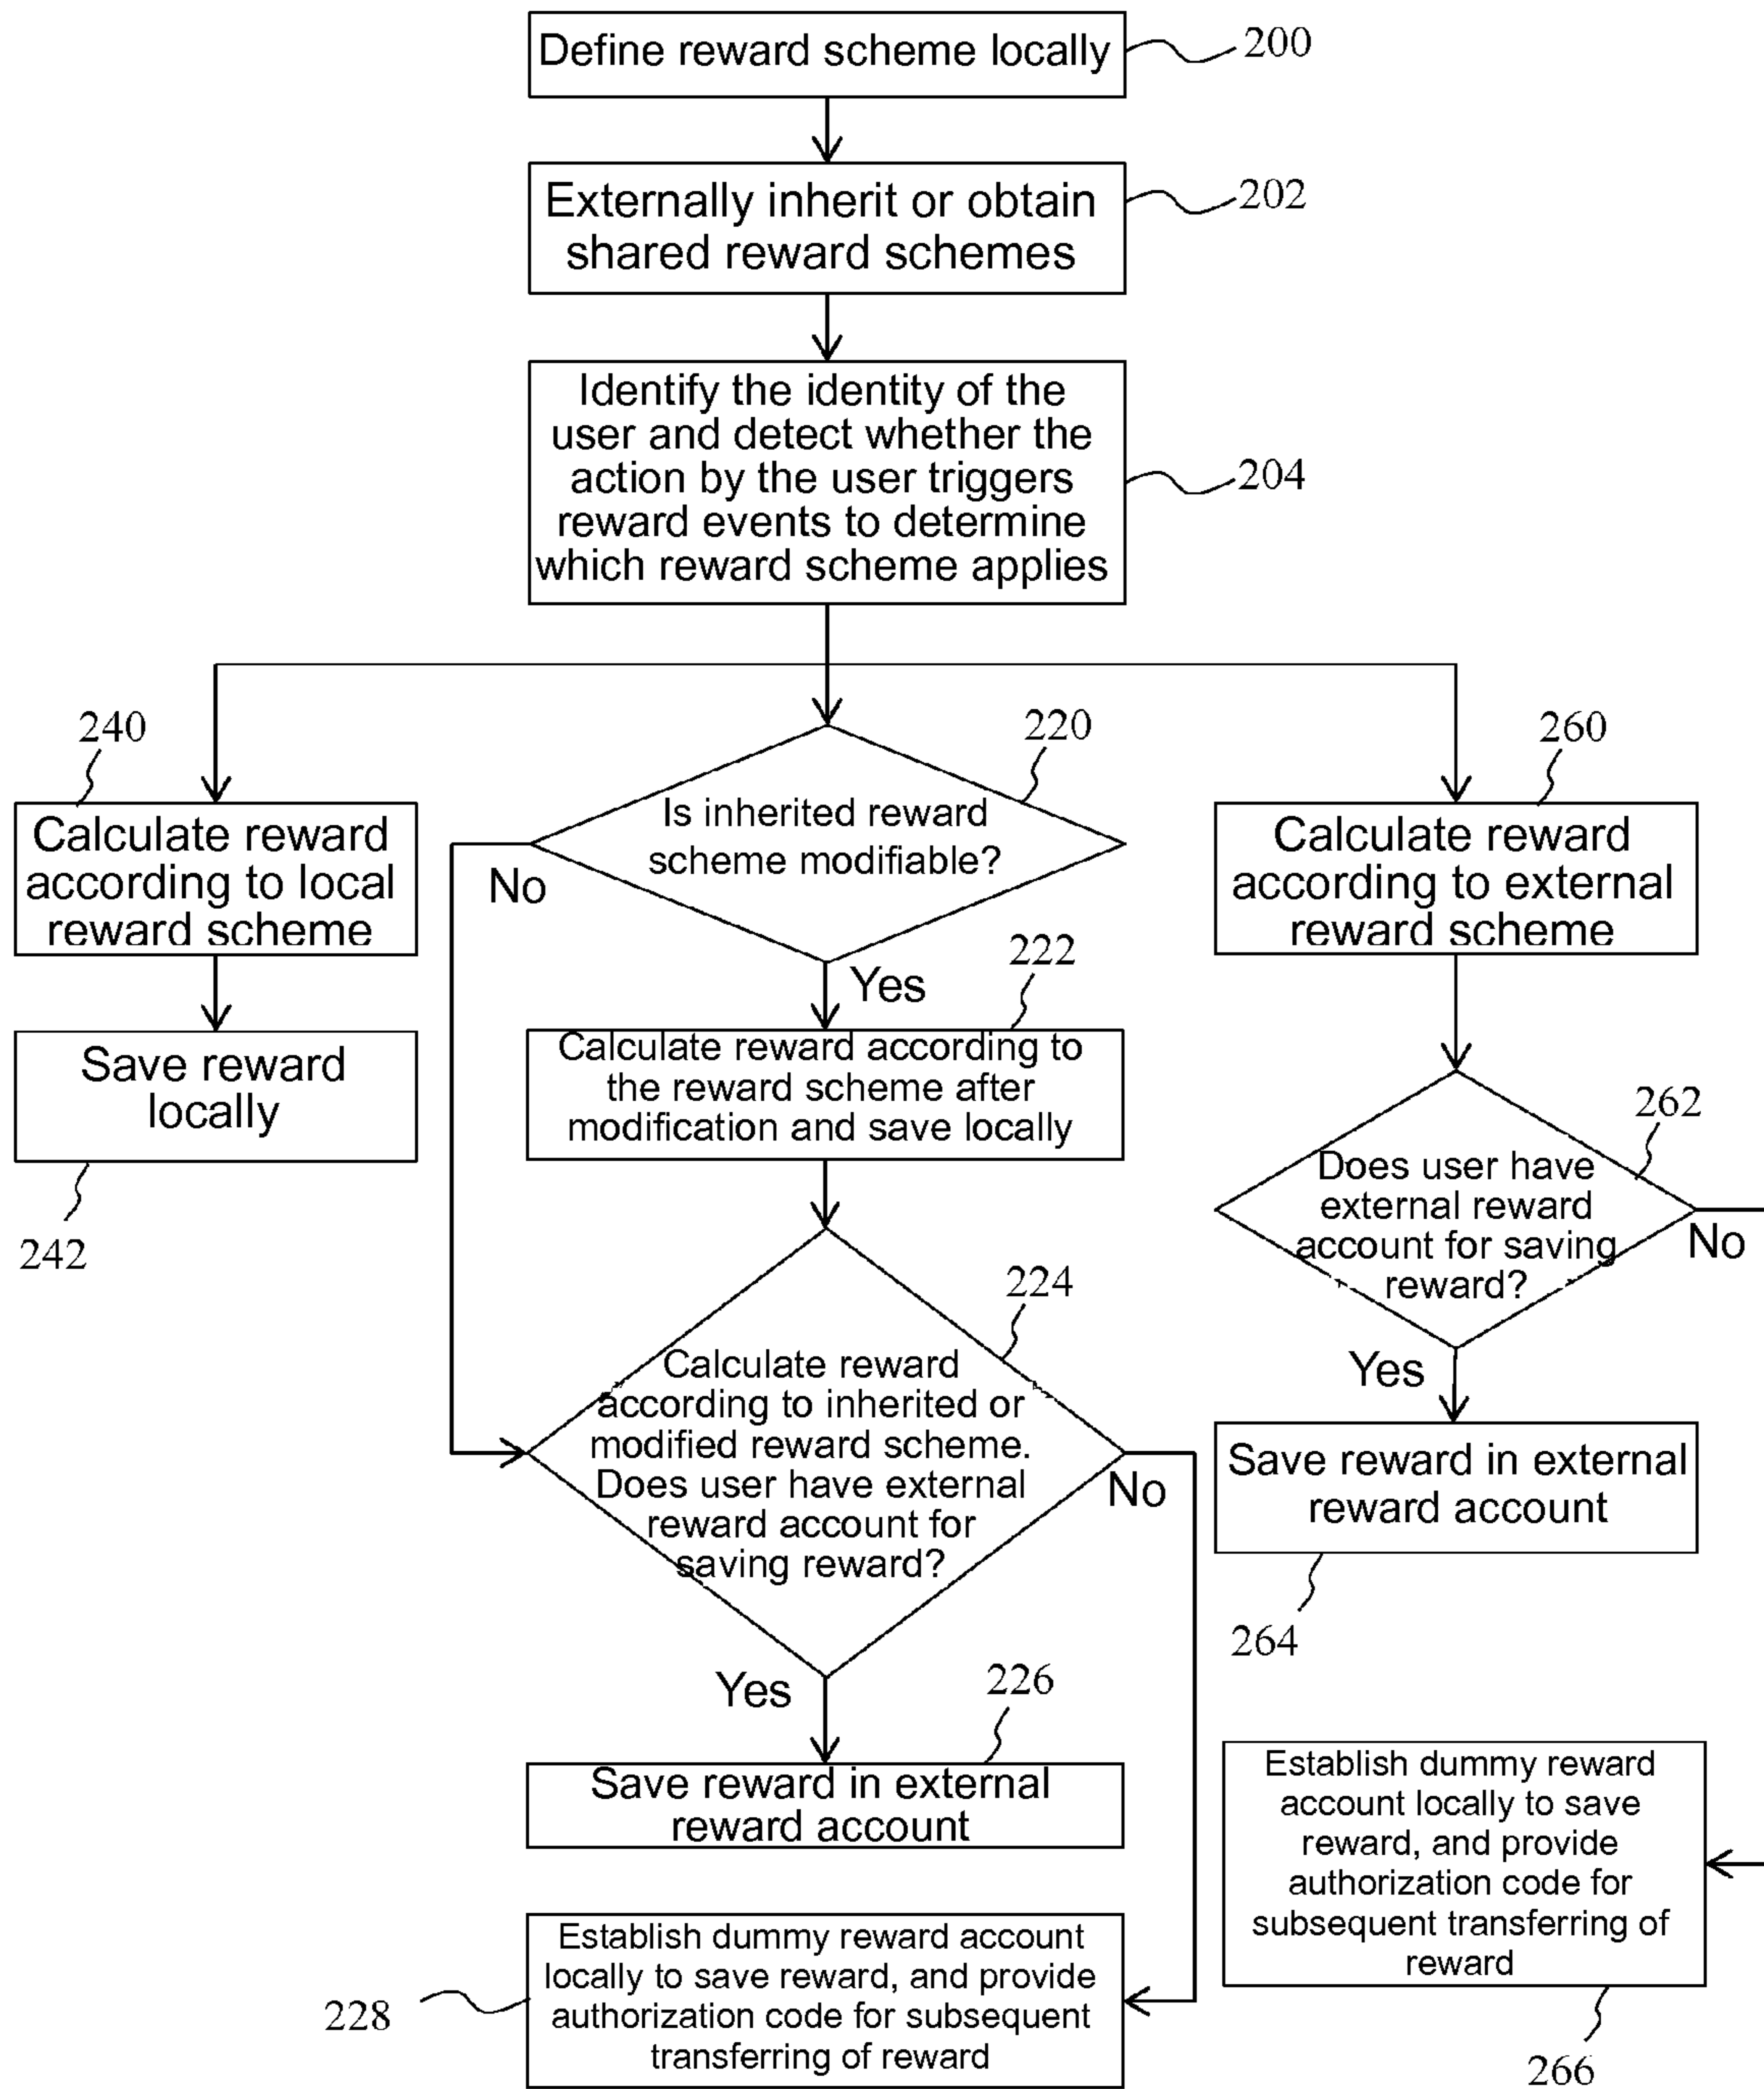 Define reward scheme locally
200
Externally inherit or obtain
shared reward schemes
202
Identify the identity of the
user and detect whether the
action by the user triggers
reward events to determine
which reward scheme applies
204
240
Calculate reward
according to local
reward scheme
Save reward
locally
242
220
Is inherited reward
scheme modifiable?
No
Yes
222
Calculate reward according to
the reward scheme after
modification and save locally
224
Calculate reward
according to inherited or
modified reward scheme.
Does user have external
reward account for
saving reward?
No
Yes
226
Save reward in external
reward account
Establish dummy reward account
locally to save reward, and provide
authorization code for subsequent
transferring of reward
228
260
Calculate reward
according to external
reward scheme
262
Does user have
external reward
account for saving
reward?
No
Yes
Save reward in external
reward account
264
Establish dummy reward
account locally to save
reward, and provide
authorization code for
subsequent transferring of
reward
266